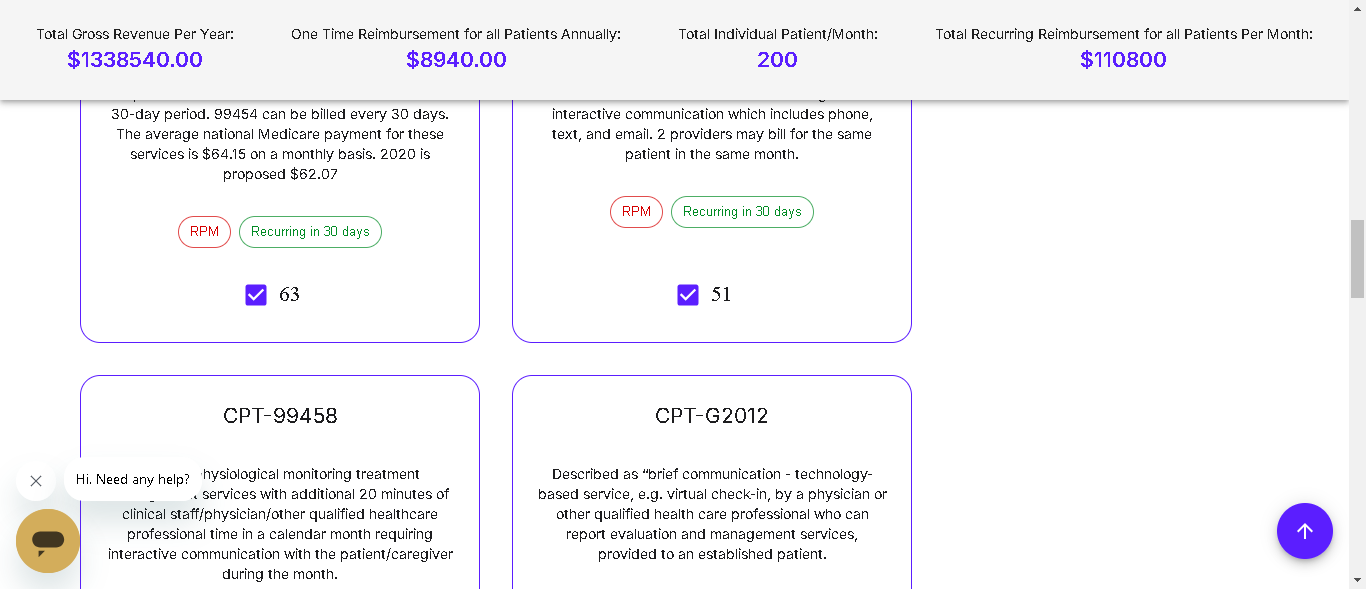 Total Gross Revenue Per Year:
$1338540.00
One Time Reimbursement for all Patients Annually:
$8940.00
Total Individual Patient/Month:
200
Total Recurring Reimbursement for all Patients Per Month:
$110800
30-day period. 99454 can be billed every 30 days.
The average national Medicare payment for these
services is $64.15 on a monthly basis. 2020 is
proposed $62.07
RPM
Recurring in 30 days
63
interactive communication which includes phone,
text, and email. 2 providers may bill for the same
patient in the same month.
RPM
Recurring in 30 days
51
CPT-99458
hysiological monitoring treatment
services with additional 20 minutes of
clinical staff/physician/other qualified healthcare
professional time in a calendar month requiring
interactive communication with the patient/caregiver
during the month.
CPT-G2012
Described as “brief communication - technology-
based service, e.g. virtual check-in, by a physician or
other qualified health care professional who can
report evaluation and management services,
provided to an established patient.
Hi. Need any help?